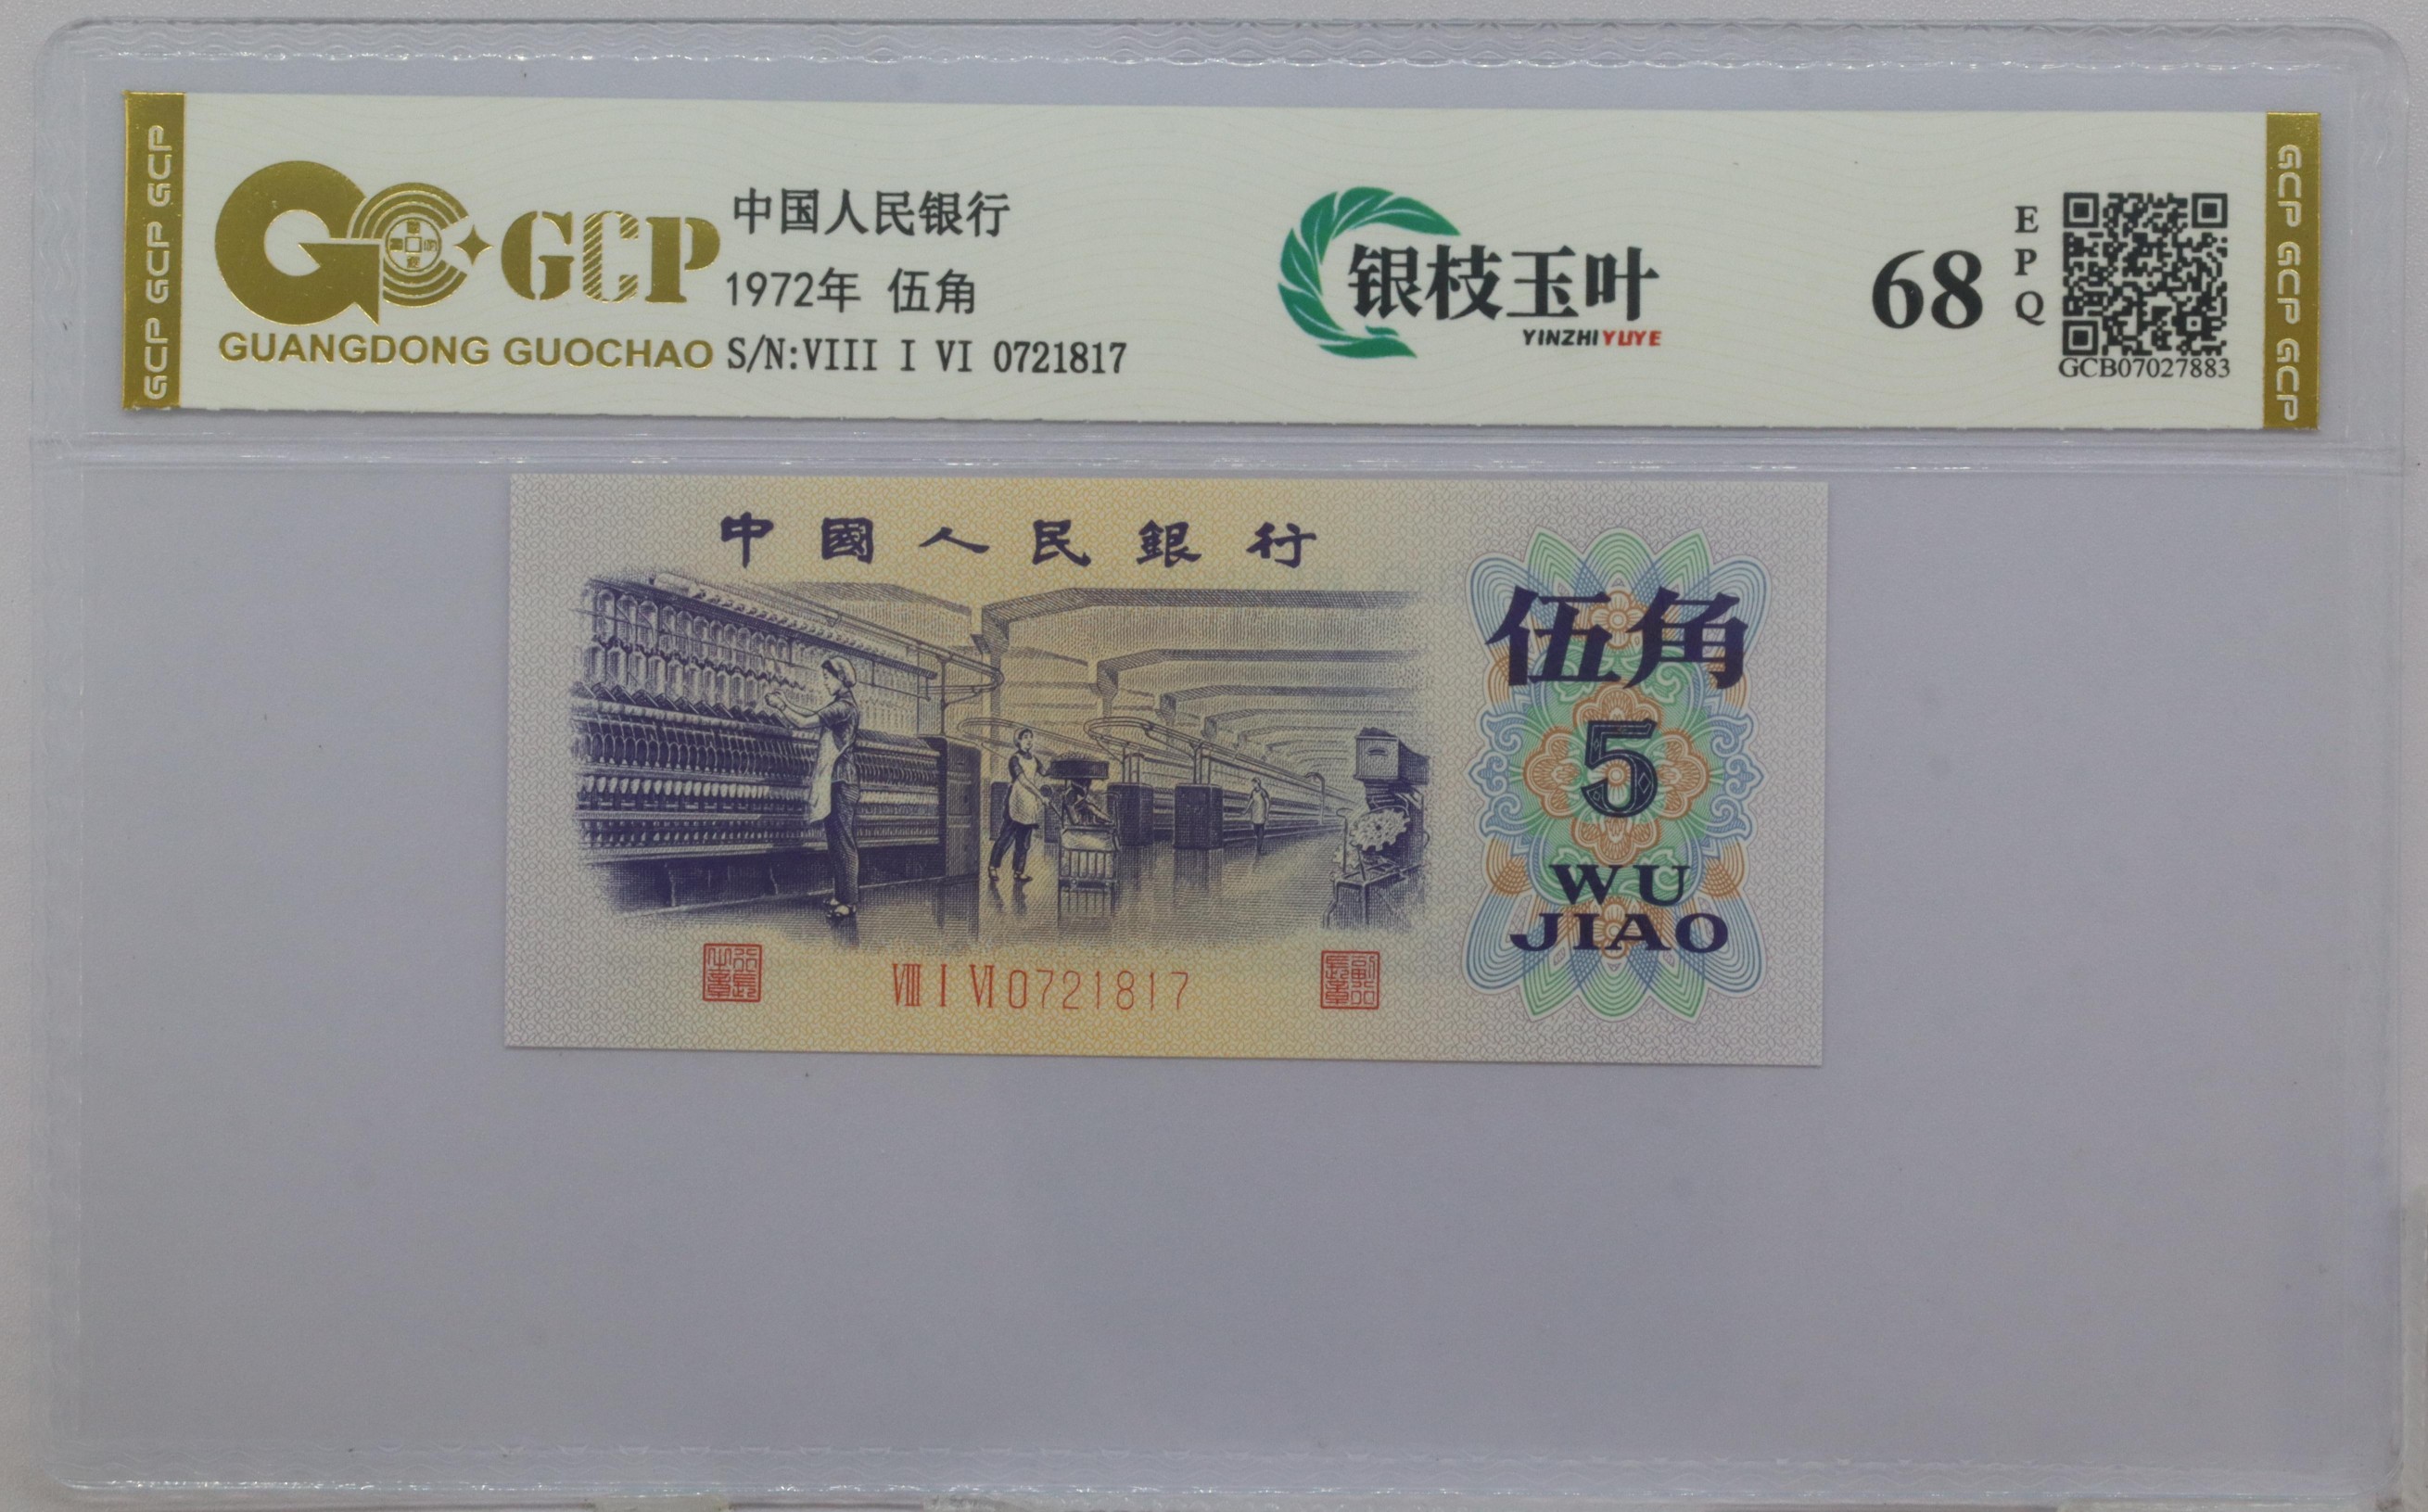 GCP GCP GCP
GCP
GUANGDONG GUOCHAO
中国人民银行
1972年 伍角
S/N:VIII I VI 0721817
银枝玉叶
YINZHIYUYE
68
EPQ
GCB07027883
GCP GCP GCP
中國人民銀行
伍角
5
WU
JIAO
VIII I VI 0721817